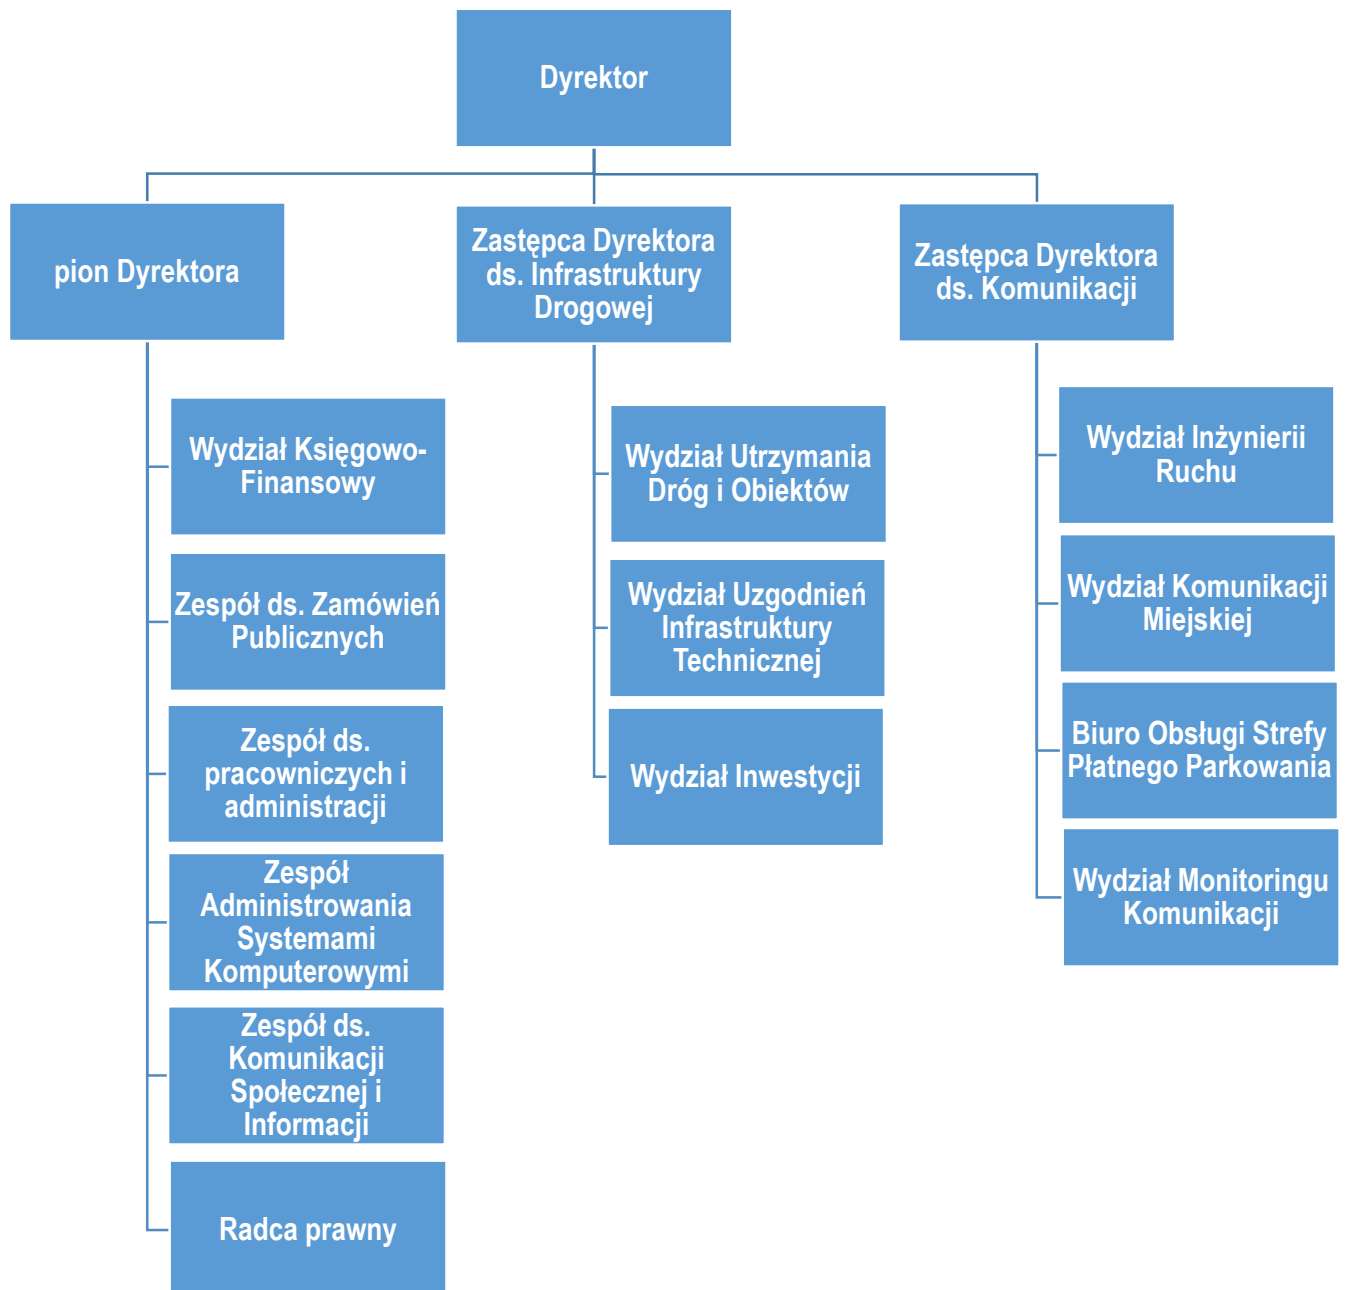 Dyrektor
pion Dyrektora
Zastępca Dyrektora
ds. Infrastruktury
Drogowej
Zastępca Dyrektora
ds. Komunikacji
Wydział Księgowo-
Finansowy
Zespół ds. Zamówień
Publicznych
Zespół ds.
pracowniczych i
administracji
Zespół
Administrowania
Systemami
Komputerowymi
Zespół ds.
Komunikacji
Społecznej i
Informacji
Radca prawny
Wydział Utrzymania
Dróg i Obiektów
Wydział Uzgodnień
Infrastruktury
Technicznej
Wydział Inwestycji
Wydział Inżynierii
Ruchu
Wydział Komunikacji
Miejskiej
Biuro Obsługi Strefy
Płatnego Parkowania
Wydział Monitoringu
Komunikacji